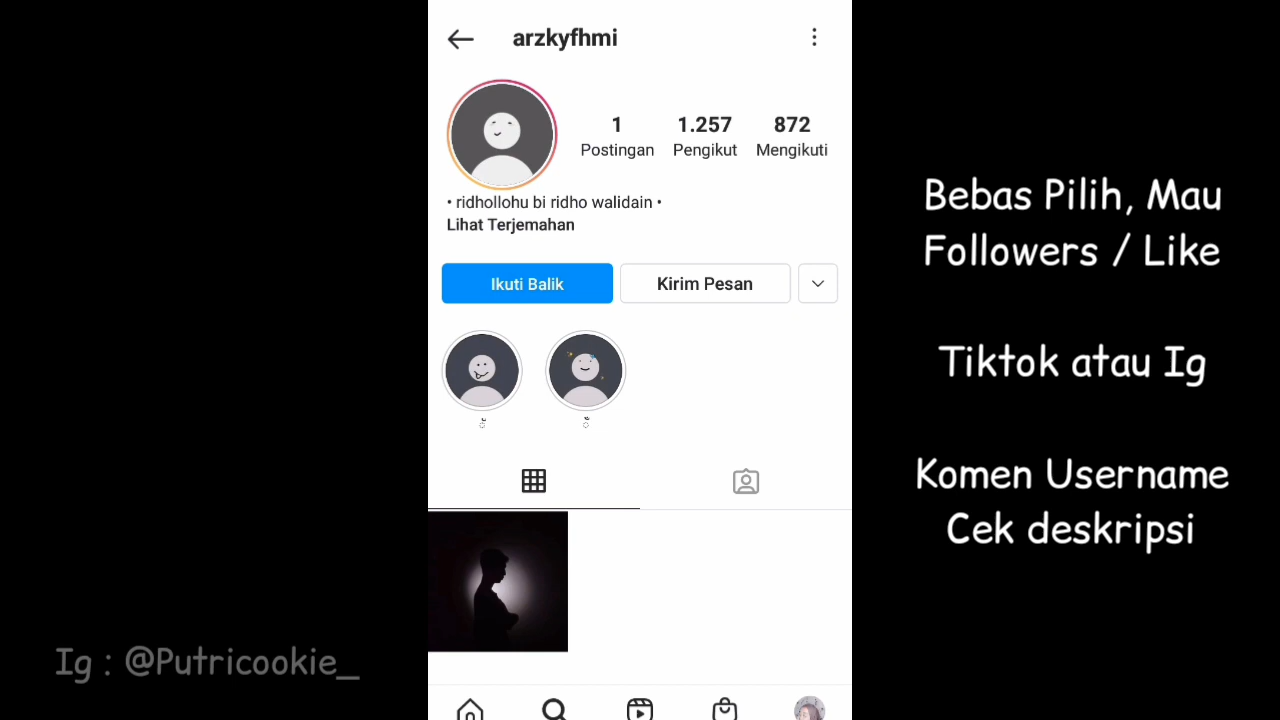 arzkyfhmi
1 1.257 872
Postingan Pengikut Mengikuti
• ridhollohu bi ridho walidain •
Lihat Terjemahan
Ikuti Balik Kirim Pesan
Bebas Pilih, Mau
Followers / Like
Tiktok atau Ig
Komen Username
Cek deskripsi
Ig : @Putricookie_